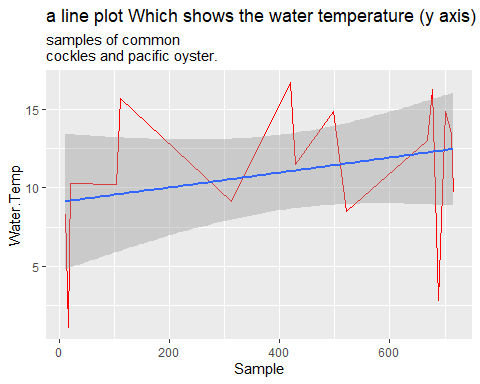 a line plot Which shows the water temperature (y axis)
samples of common
cockles and pacific oyster.
15
10
5
Water.Temp
0
200
400
600
Sample